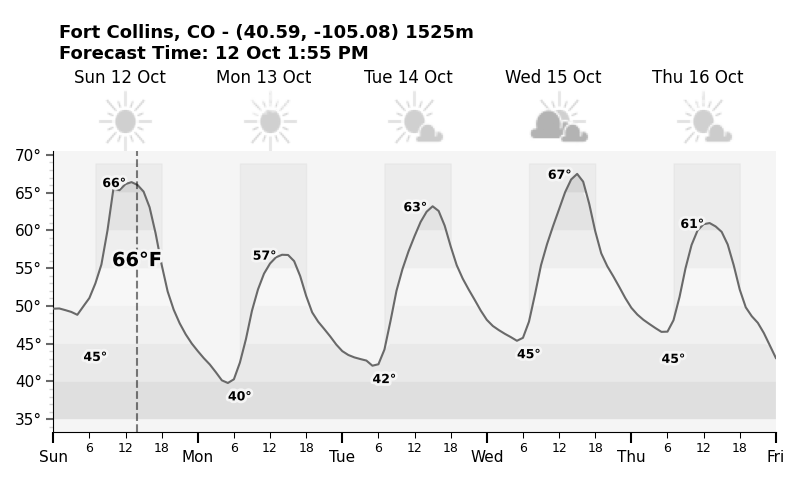 Fort Collins, CO - (40.59, -105.08) 1525m
Forecast Time: 12 Oct 1:55 PM
Sun 12 Oct Mon 13 Oct Tue 14 Oct Wed 15 Oct Thu 16 Oct
70°
65°
60°
55°
50°
45°
40°
35°
66° 57° 63° 67° 61°
66°F
45° 40° 42° 45° 45°
6 12 18 6 12 18 6 12 18 6 12 18 6 12 18
Sun Mon Tue Wed Thu Fri